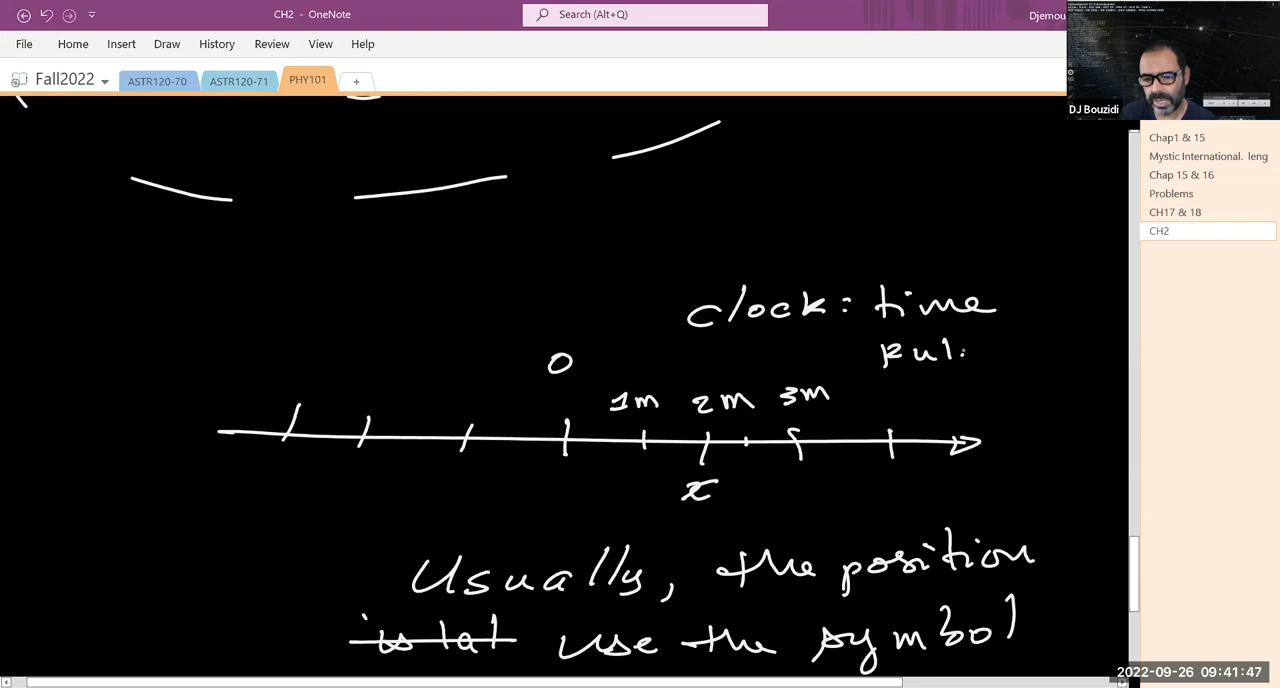 CH2 - OneNote
Search (Alt+Q)
Djemou
File Home Insert Draw History Review View Help
Fall2022 ASTR120-70 ASTR120-71 PHY101 +
DJ Bouzidi
Chap1 & 15
Mystic International. leng
Chap 15 & 16
Problems
CH17 & 18
CH2
clock: time
rul
0
1m 2m 3m
x
Usually, the position
is lat use the symbol
2022-09-26 09:41:47